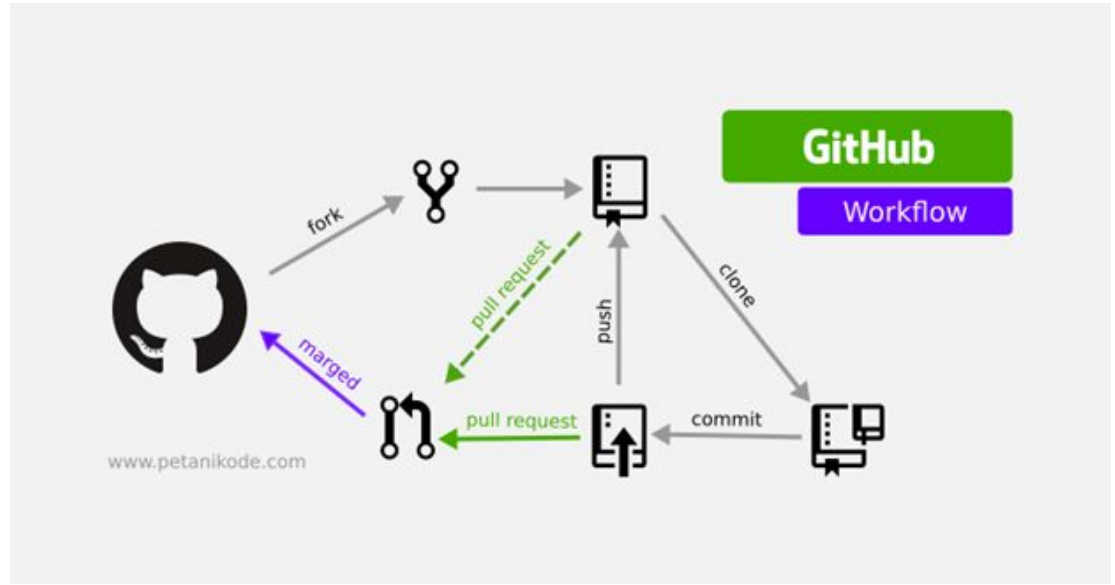 GitHub
Workflow
fork
clone
pull request
push
marged
pull request
commit
www.petanikode.com